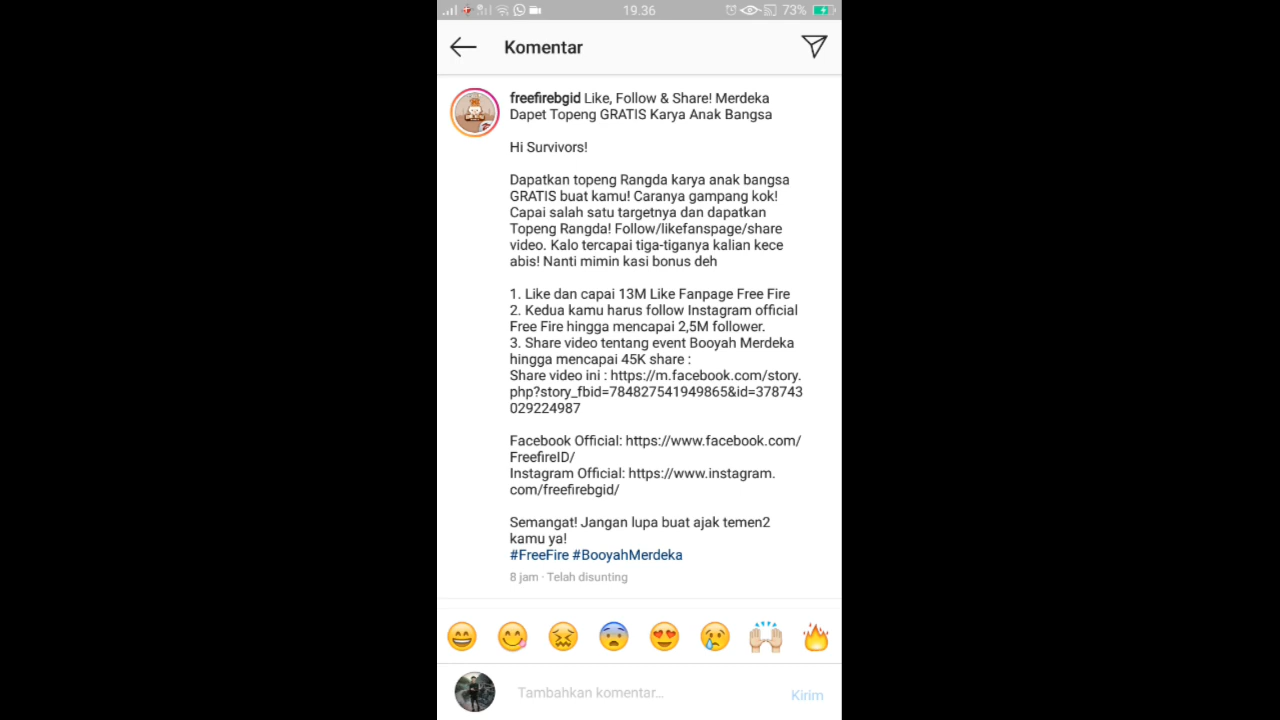 19.36
73%
Komentar
freefirebgid Like, Follow & Share! Merdeka
Dapet Topeng GRATIS Karya Anak Bangsa
Hi Survivors!
Dapatkan topeng Rangda karya anak bangsa
GRATIS buat kamu! Caranya gampang kok!
Capai salah satu targetnya dan dapatkan
Topeng Rangda! Follow/likefanspage/share
video. Kalo tercapai tiga-tiganya kalian kece
abis! Nanti mimin kasi bonus deh
1. Like dan capai 13M Like Fanpage Free Fire
2. Kedua kamu harus follow Instagram official
Free Fire hingga mencapai 2,5M follower.
3. Share video tentang event Booyah Merdeka
hingga mencapai 45K share :
Share video ini : https://m.facebook.com/story.
php?story_fbid=784827541949865&id=378743
029224987
Facebook Official: https://www.facebook.com/
FreefireID/
Instagram Official: https://www.instagram.
com/freefirebgid/
Semangat! Jangan lupa buat ajak temen2
kamu ya!
#FreeFire #BooyahMerdeka
8 jam · Telah disunting
Tambahkan komentar...
Kirim